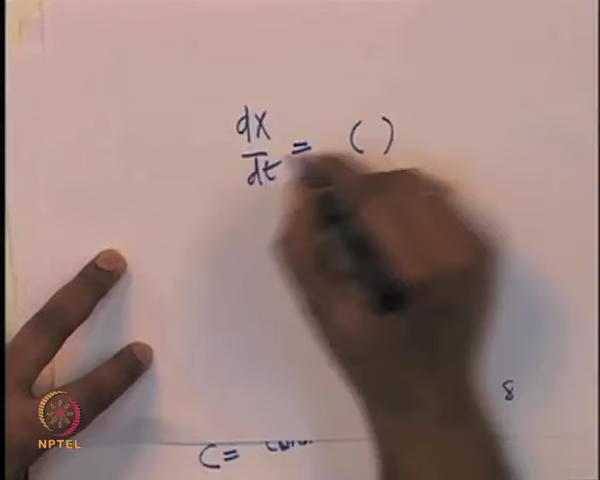 dx
dt = ( )
8
C =
NPTEL